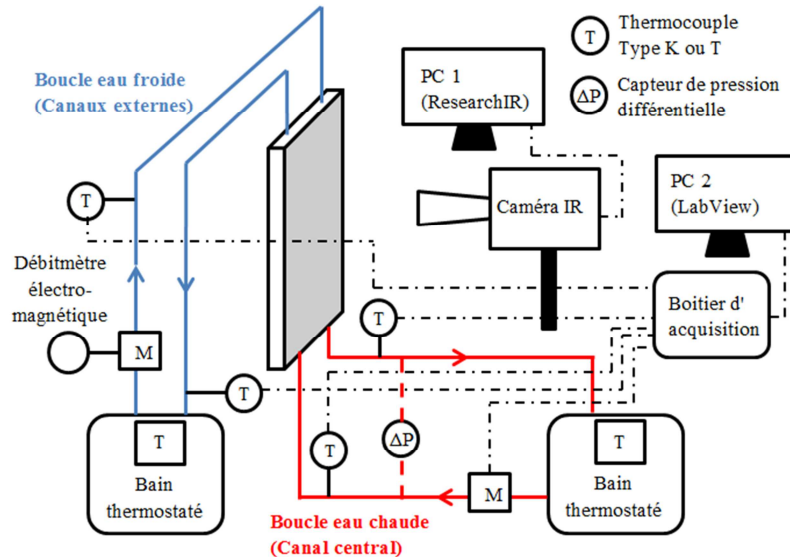 Thermocouple
Type K ou T
T
Capteur de pression
différentielle
ΔP
Boucle eau froide
(Canaux externes)
PC 1
(ResearchIR)
PC 2
(LabView)
Caméra IR
T
Débitmètre
électro-
magnétique
M
Boitier d'
acquisition
T
T
T
Bain
thermostaté
T
ΔP
M
T
Bain
thermostaté
Boucle eau chaude
(Canal central)